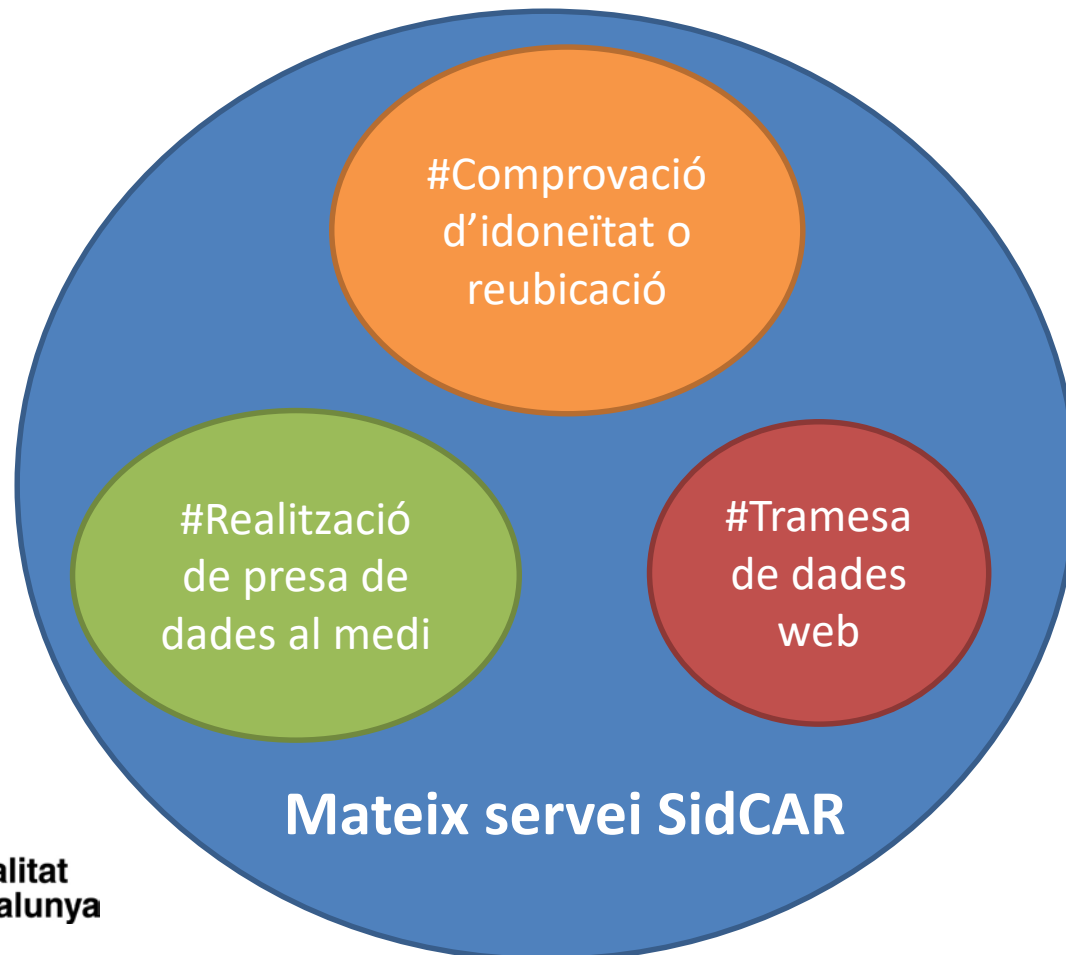 #Comprovació
d’idoneïtat o
reubicació
#Realització
de presa de
dades al medi
#Tramesa
de dades
web
Mateix servei SidCAR
alitat
alunya